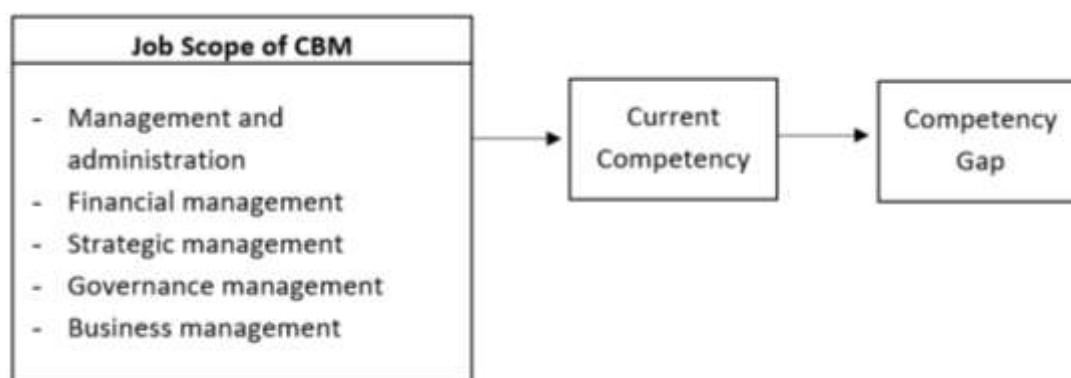 Job Scope of CBM
- Management and
administration
- Financial management
- Strategic management
- Governance management
- Business management
Current
Competency
Competency
Gap